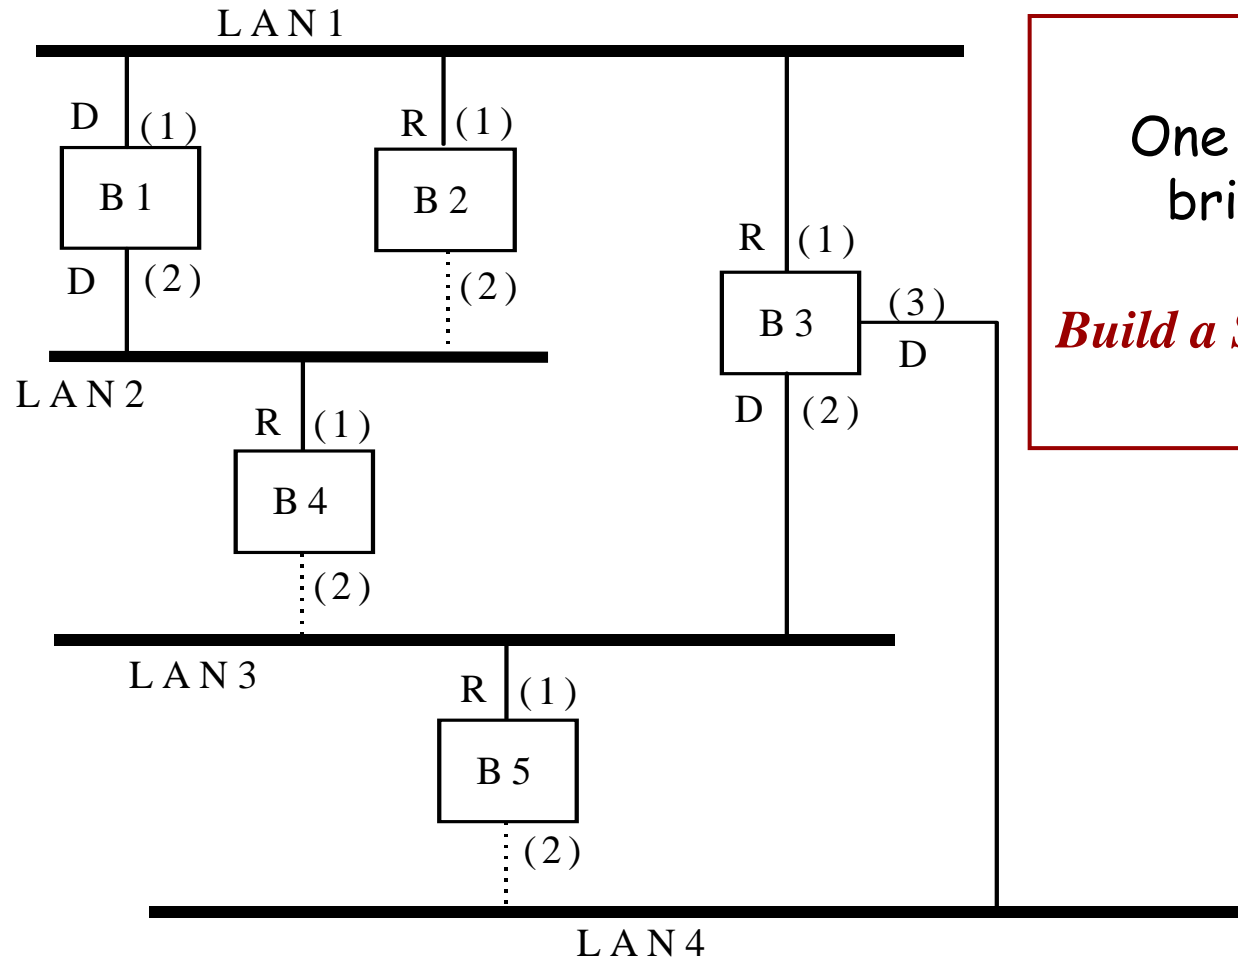 LAN1
D (1)
R (1)
B1
B2
D (2)
(2)
R (1)
B3
(3)
D
D (2)
LAN2
R (1)
B4
(2)
LAN3
R (1)
B5
(2)
LAN4
One
Build a